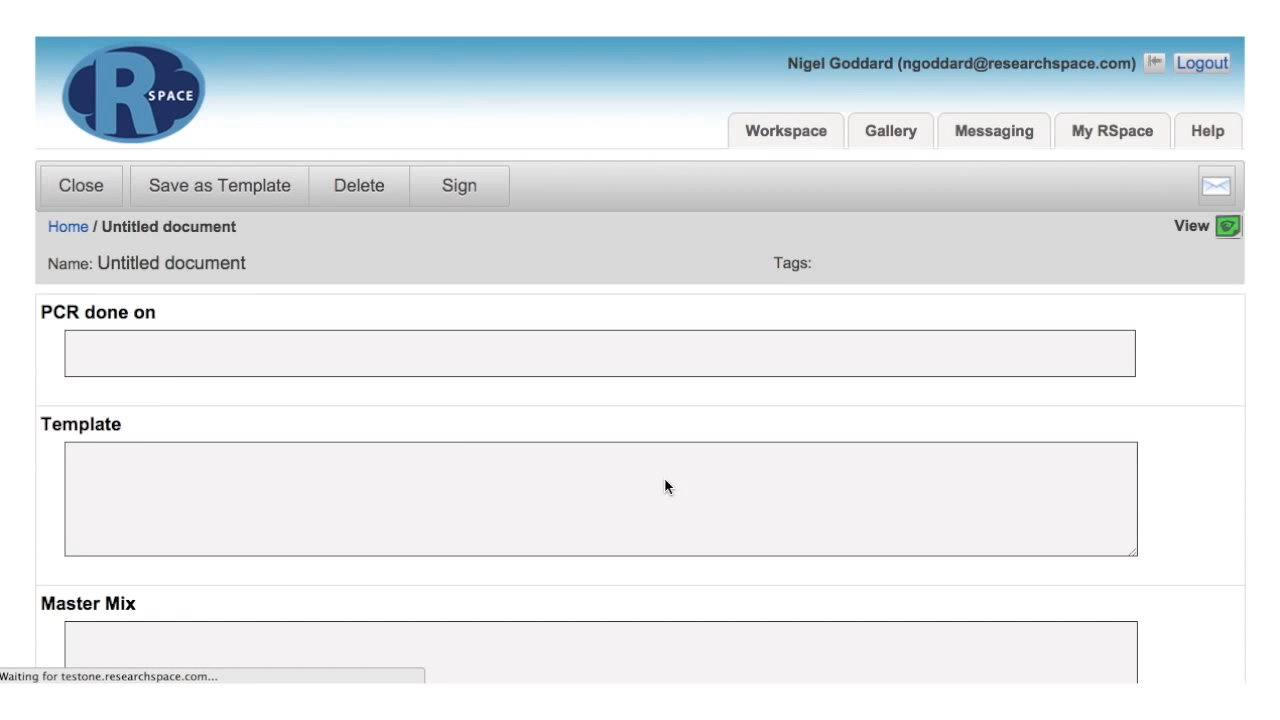 R SPACE
Nigel Goddard (ngoddard@researchspace.com) Logout
Workspace Gallery Messaging My RSpace Help
Close Save as Template Delete Sign
Home / Untitled document View
Name: Untitled document Tags:
PCR done on
Template
Master Mix
Waiting for testone.researchspace.com...